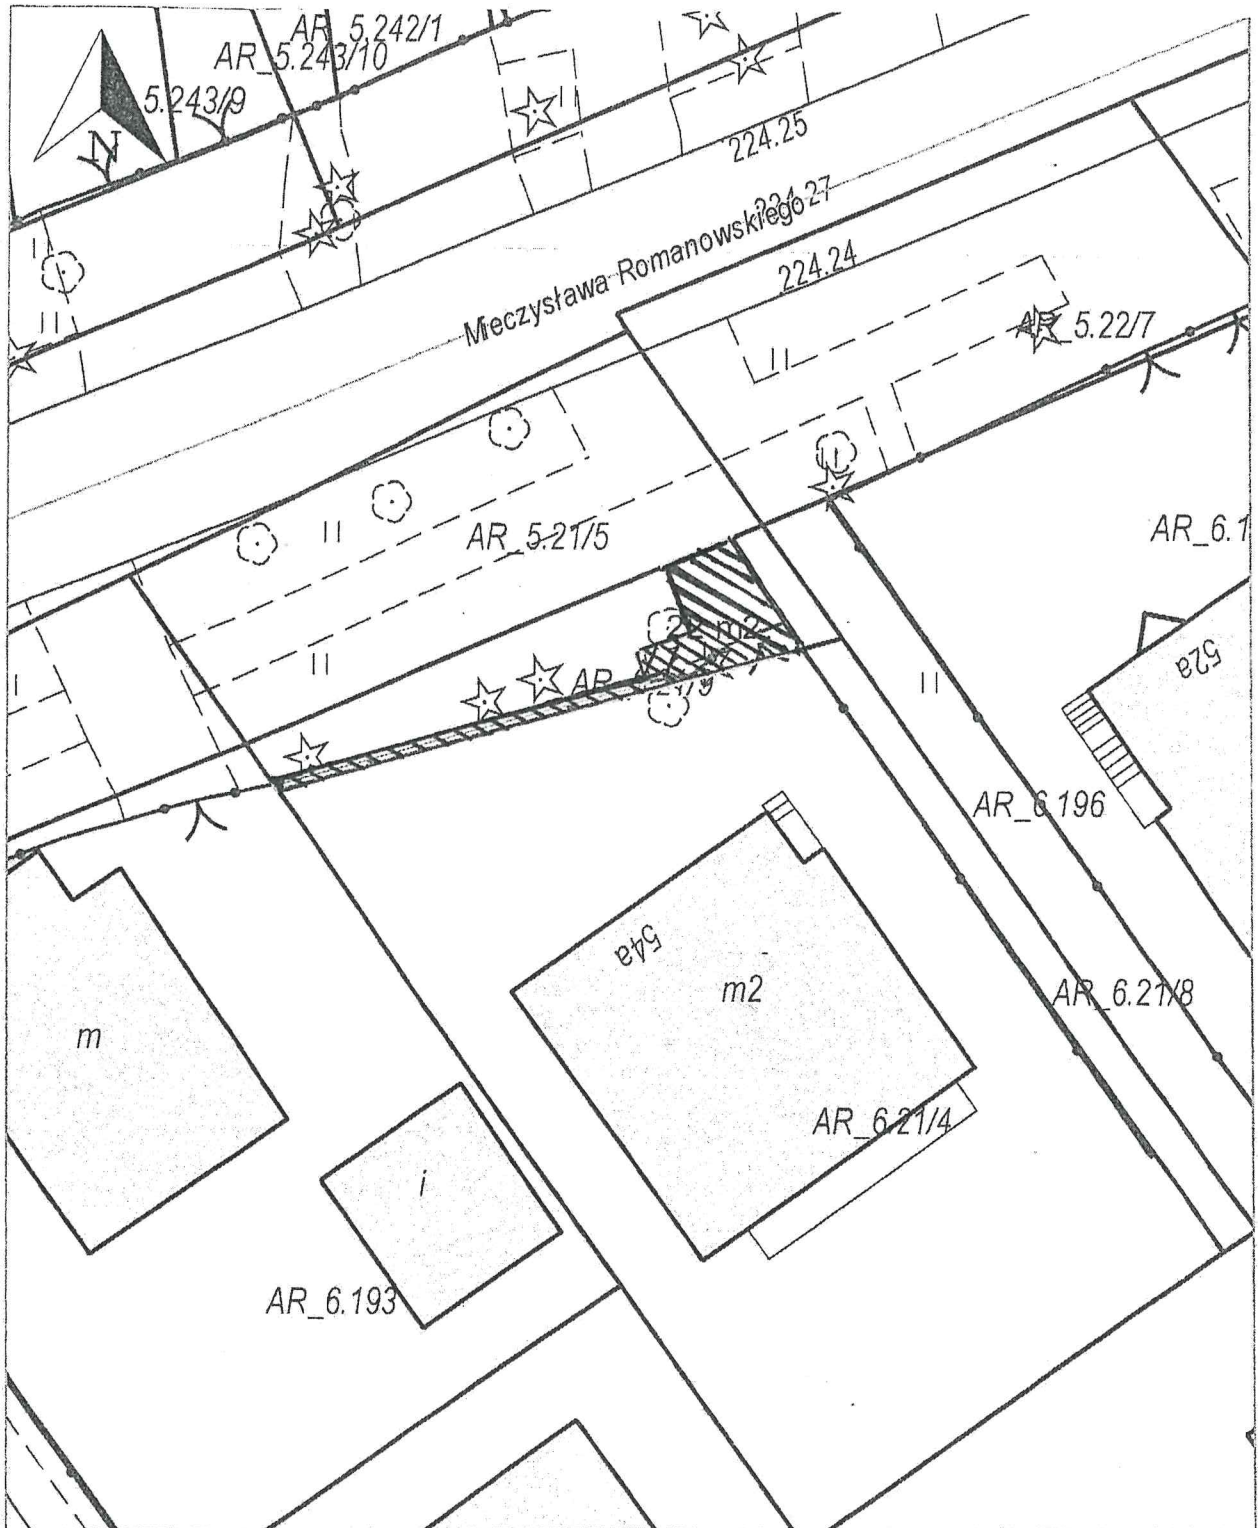 AR_5.242/1
AR_5.243/10
5.243/9
N
224.25
224.27
Mieczysława Romanowskiego
224.24
AR_5.22/7
AR_5.21/5
AR_6.1
22 m2
52a
AR_6.196
54a
m2
AR_6.21/8
m
AR_6.21/4
i
AR_6.193